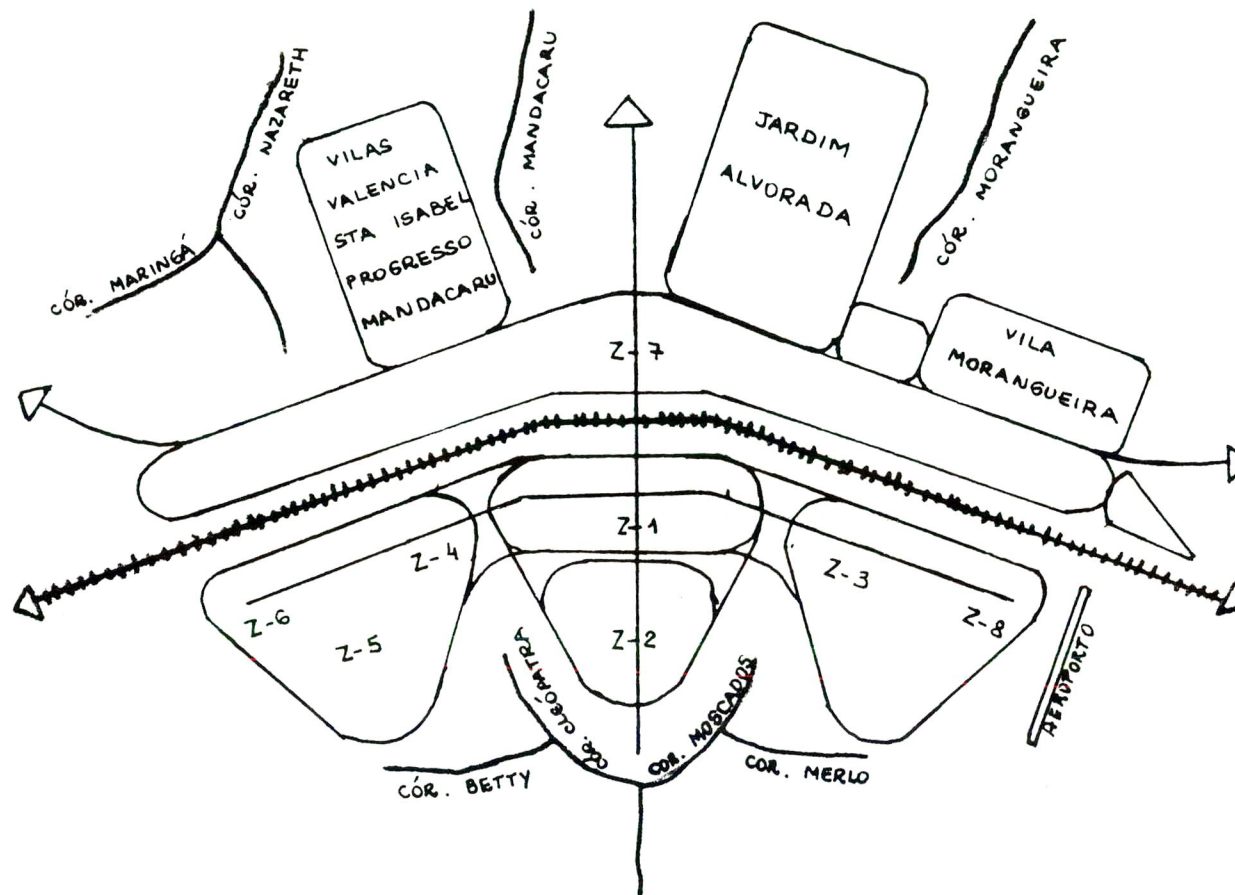 CÓR. NAZARETH
CÓR. MARINGÁ
VILAS
VALENCIA
STA ISABEL
PROGRESSO
MANDACARU
CÓR. MANDACARU
JARDIM
ALVORADA
CÓR. MORANGUEIRA
VILA
MORANGUEIRA
Z-7
Z-1
Z-4
Z-6
Z-5
Z-2
Z-3
Z-8
AEROPORTO
CÓR. CLEÓPATRA
COR. MOSCADOS
CÓR. BETTY
COR. MERLO